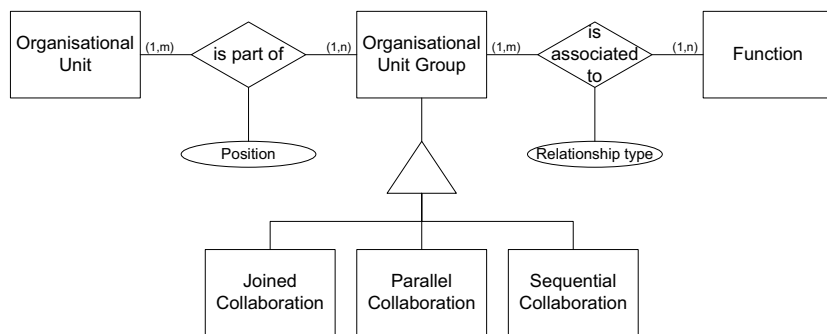 Organisational
Unit
(1,m)
is part of
(1,n)
Organisational
Unit Group
(1,m)
is
associated
to
(1,n)
Function
Position
Relationship type
Joined
Collaboration
Parallel
Collaboration
Sequential
Collaboration